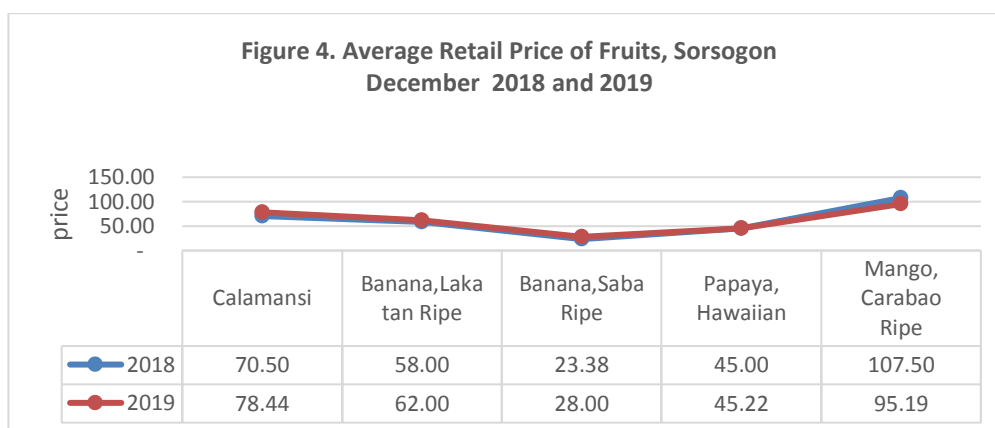 Figure 4. Average Retail Price of Fruits, Sorsogon
December 2018 and 2019
price
150.00
100.00
50.00
-
Calamansi
Banana,Laka
tan Ripe
Banana,Saba
Ripe
Papaya,
Hawaiian
Mango,
Carabao
Ripe
2018 70.50 58.00 23.38 45.00 107.50
2019 78.44 62.00 28.00 45.22 95.19